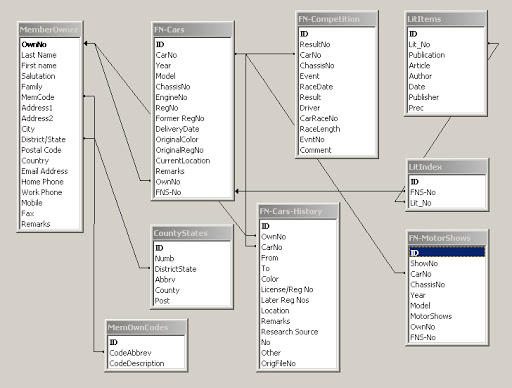 MemberOwner
OwnNo
Last Name
First name
Salutation
Family
MemCode
Address1
Address2
City
District/State
Postal Code
Country
Email Address
Home Phone
Work Phone
Mobile
Fax
Remarks
FN-Cars
ID
CarNo
Year
Model
ChassisNo
EngineNo
RegNo
Former RegNo
DeliveryDate
OriginalColor
OriginalRegNo
CurrentLocation
Remarks
OwnNo
FNS-No
FN-Competition
ID
ResultNo
CarNo
ChassisNo
Event
RaceDate
Result
Driver
CarRaceNo
RaceLength
EvntNo
Comment
LitItems
ID
Lit_No
Publication
Article
Author
Date
Publisher
Prec
LitIndex
ID
FNS-No
Lit_No
CountyStates
ID
Numb
DistrictState
Abbrv
County
Post
FN-Cars-History
ID
OwnNo
CarNo
From
To
Color
License/Reg No
Later Reg Nos
Location
Remarks
Research Source
No
Other
OrigFileNo
FN-MotorShows
ID
ShowNo
CarNo
ChassisNo
Year
Model
MotorShows
OwnNo
FNS-No
MemOwnCodes
ID
CodeAbbrev
CodeDescription